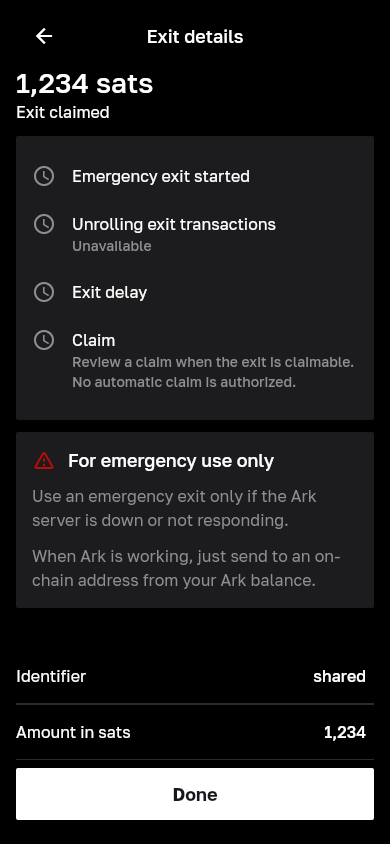 Exit details
1,234 sats
Exit claimed
Emergency exit started
Unrolling exit transactions
Unavailable
Exit delay
Claim
Review a claim when the exit is claimable.
No automatic claim is authorized.
For emergency use only
Use an emergency exit only if the Ark
server is down or not responding.
When Ark is working, just send to an on-
chain address from your Ark balance.
Identifier shared
Amount in sats 1,234
Done